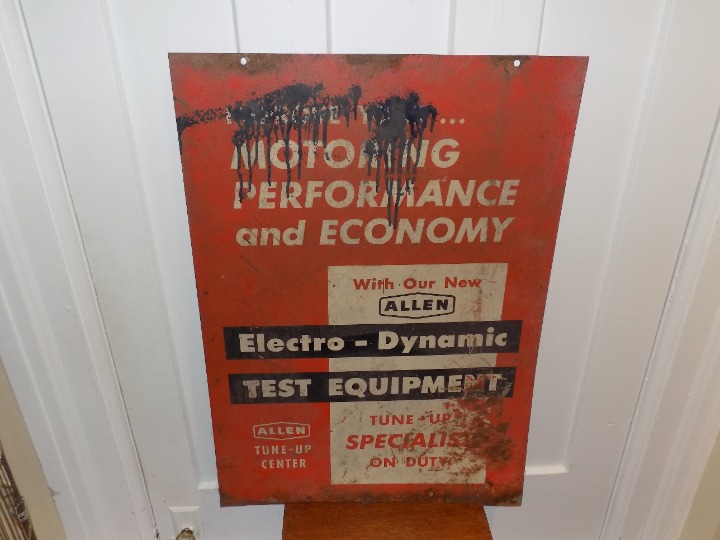 ...
MOTORING
PERFORMANCE
and ECONOMY
With Our New
ALLEN
Electro - Dynamic
TEST EQUIPMENT
TUNE-UP
SPECIALIST
ON DUTY
ALLEN
TUNE-UP
CENTER